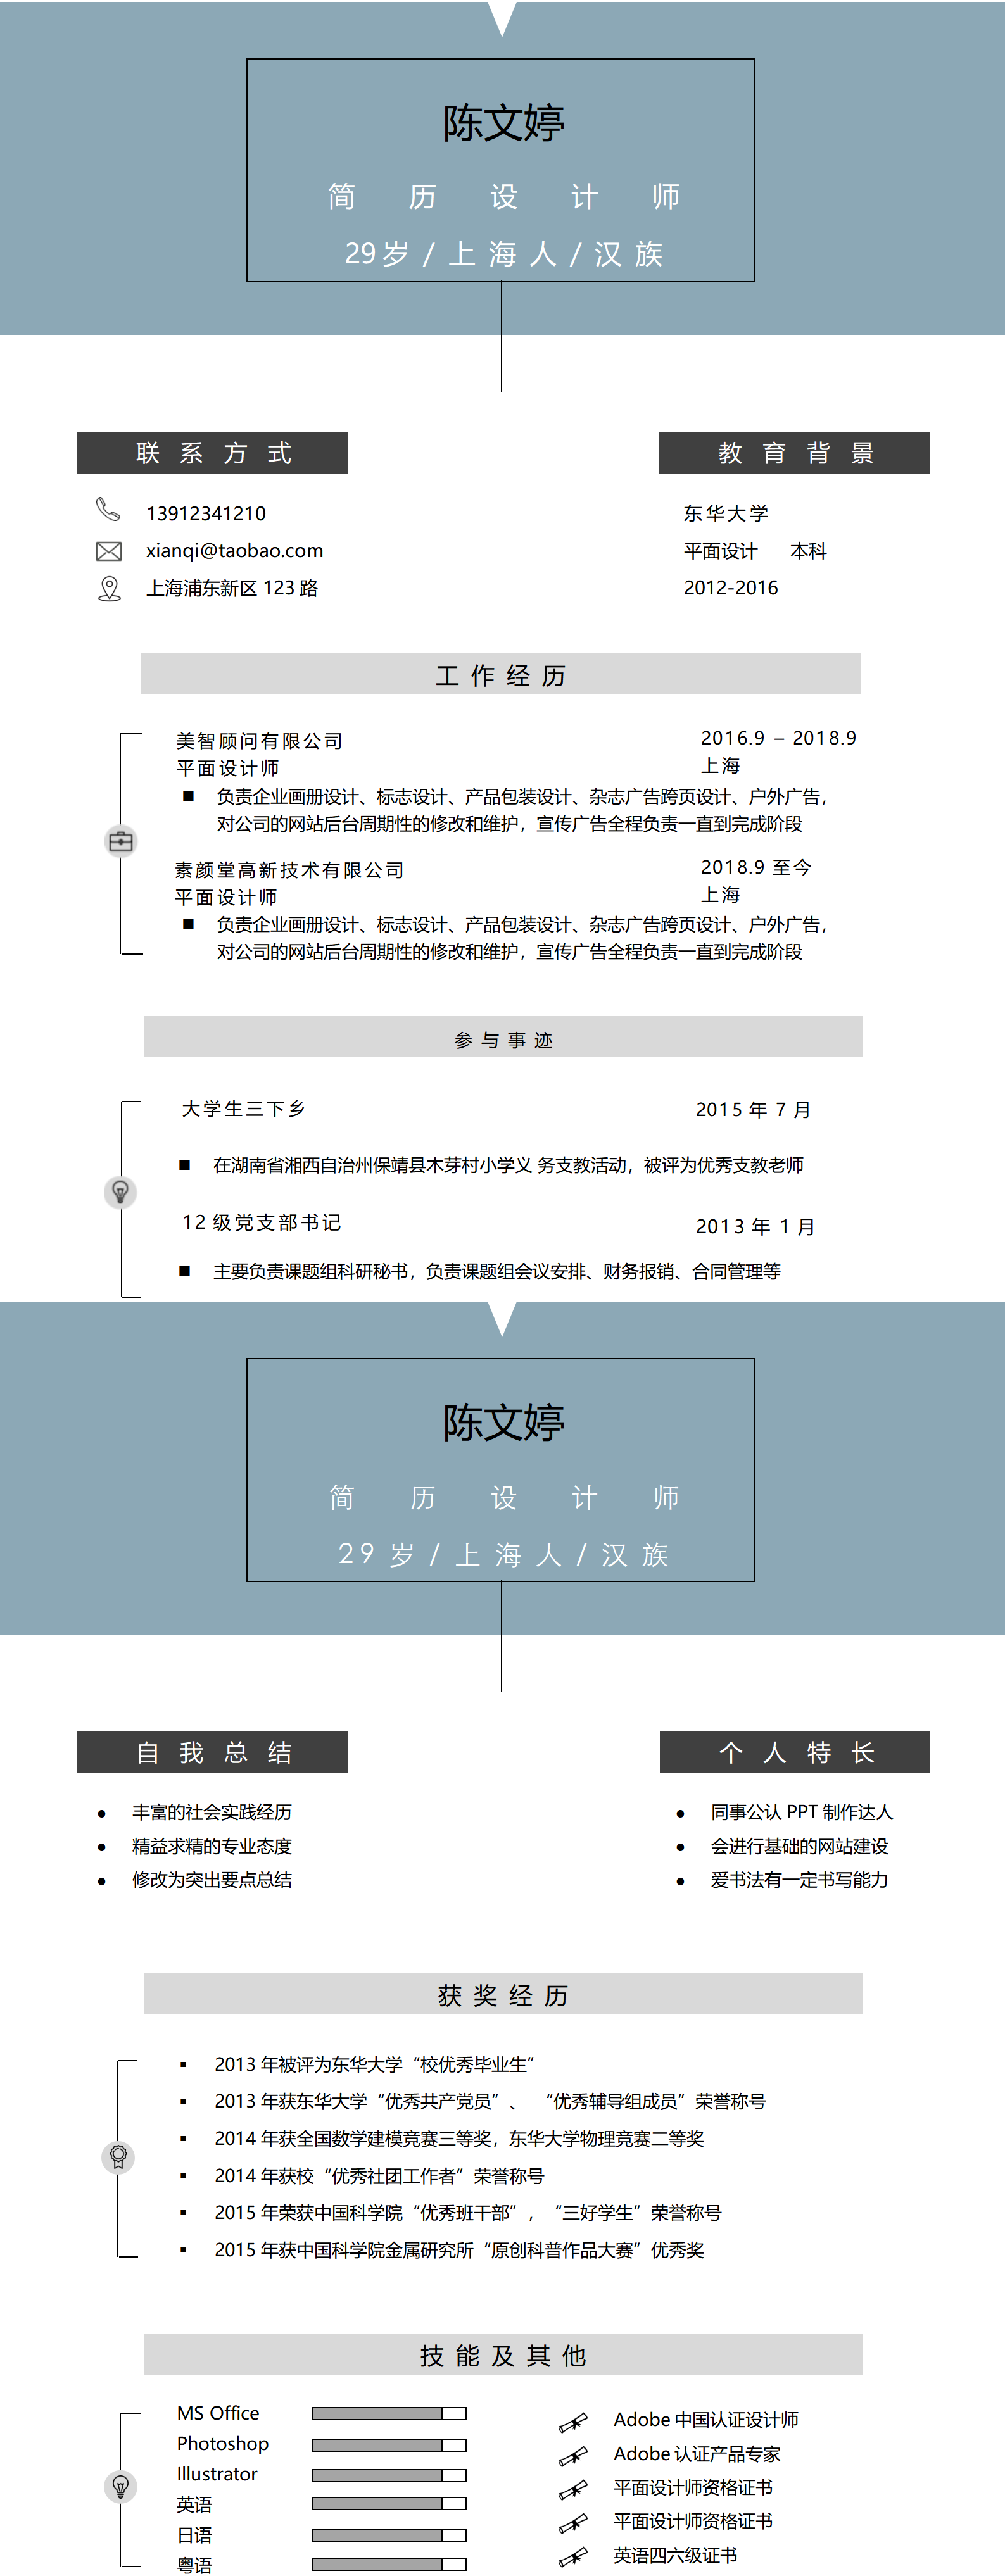 陈文婷
简历设计师
29岁/上海人/汉族
联系方式
13912341210
xianqi@taobao.com
上海浦东新区 123 路
教育背景
东华大学
平面设计 本科
2012-2016
工作经历
美智顾问有限公司
2016.9 – 2018.9
平面设计师
上海
■ 负责企业画册设计、标志设计、产品包装设计、杂志广告跨页设计、户外广告，
对公司的网站后台周期性的修改和维护，宣传广告全程负责一直到完成阶段
素颜堂高新技术有限公司
2018.9 至今
平面设计师
上海
■ 负责企业画册设计、标志设计、产品包装设计、杂志广告跨页设计、户外广告，
对公司的网站后台周期性的修改和维护，宣传广告全程负责一直到完成阶段
参与事迹
大学生三下乡
2015 年 7 月
■ 在湖南省湘西自治州保靖县木芽村小学义 务支教活动，被评为优秀支教老师
12 级党支部书记
2013 年 1 月
■ 主要负责课题组科研秘书，负责课题组会议安排、财务报销、合同管理等
陈文婷
简历设计师
29岁/上海人/汉族
自我总结
● 丰富的社会实践经历
● 精益求精的专业态度
● 修改为突出要点总结
个人特长
● 同事公认 PPT 制作达人
● 会进行基础的网站建设
● 爱书法有一定书写能力
获奖经历
▪ 2013 年被评为东华大学“校优秀毕业生”
▪ 2013 年获东华大学“优秀共产党员”、 “优秀辅导组成员”荣誉称号
▪ 2014 年获全国数学建模竞赛三等奖，东华大学物理竞赛二等奖
▪ 2014 年获校“优秀社团工作者”荣誉称号
▪ 2015 年荣获中国科学院“优秀班干部”，“三好学生”荣誉称号
▪ 2015 年获中国科学院金属研究所“原创科普作品大赛”优秀奖
技能及其他
MS Office
Photoshop
Illustrator
英语
日语
粤语
Adobe 中国认证设计师
Adobe 认证产品专家
平面设计师资格证书
平面设计师资格证书
英语四六级证书